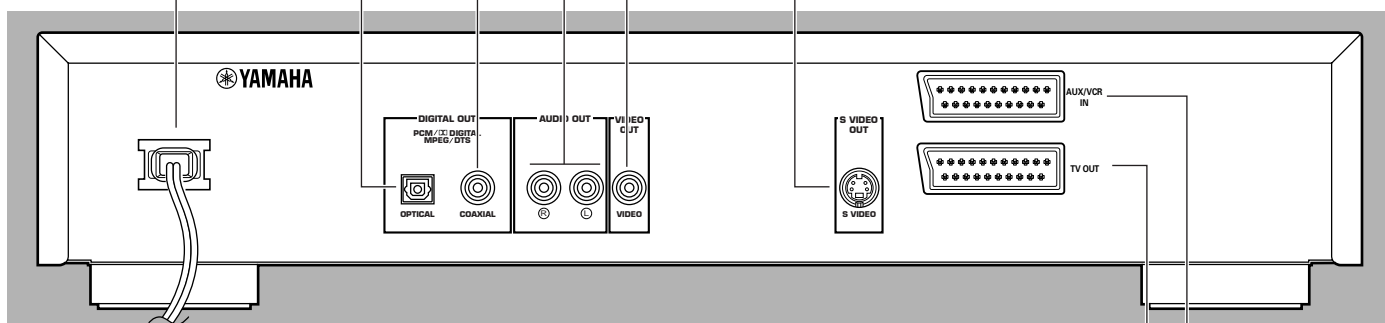 YAMAHA
DIGITAL OUT
PCM/DIGITAL
MPEG/DTS
OPTICAL
COAXIAL
AUDIO OUT
R
L
VIDEO
OUT
VIDEO
S VIDEO
OUT
S VIDEO
AUX/VCR
IN
TV OUT